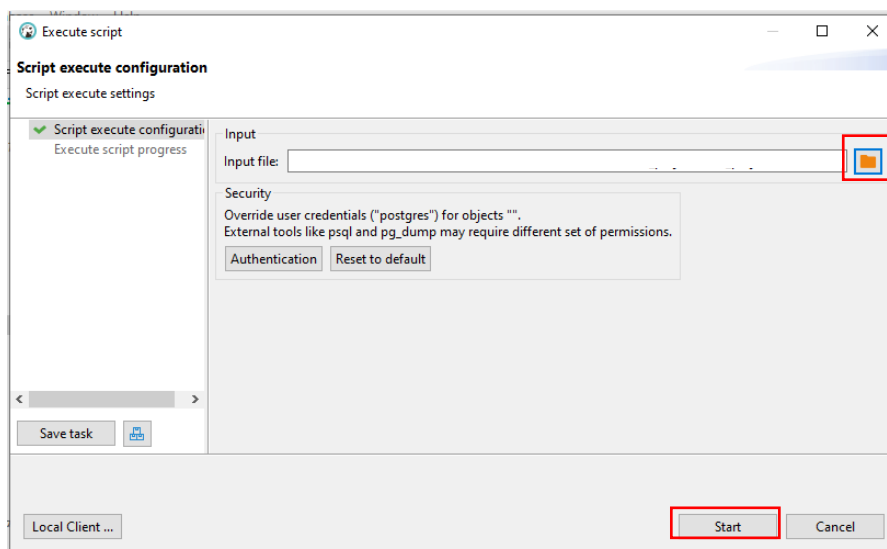 Execute script
Script execute configuration
Script execute settings
Script execute configurati
Execute script progress
Input
Input file:
Security
Override user credentials ("postgres") for objects "".
External tools like psql and pg_dump may require different set of permissions.
Authentication Reset to default
Save task
Local Client ...
Start Cancel